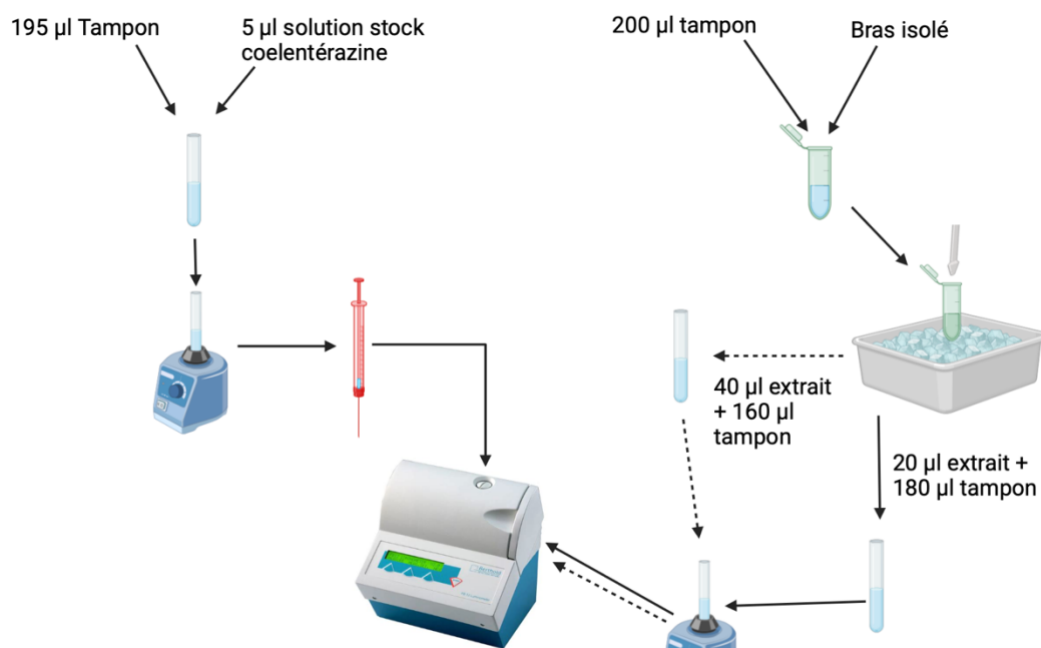 195 µl Tampon
5 µl solution stock
coelentérazine
200 µl tampon
Bras isolé
40 µl extrait
+ 160 µl
tampon
20 µl extrait +
180 µl tampon